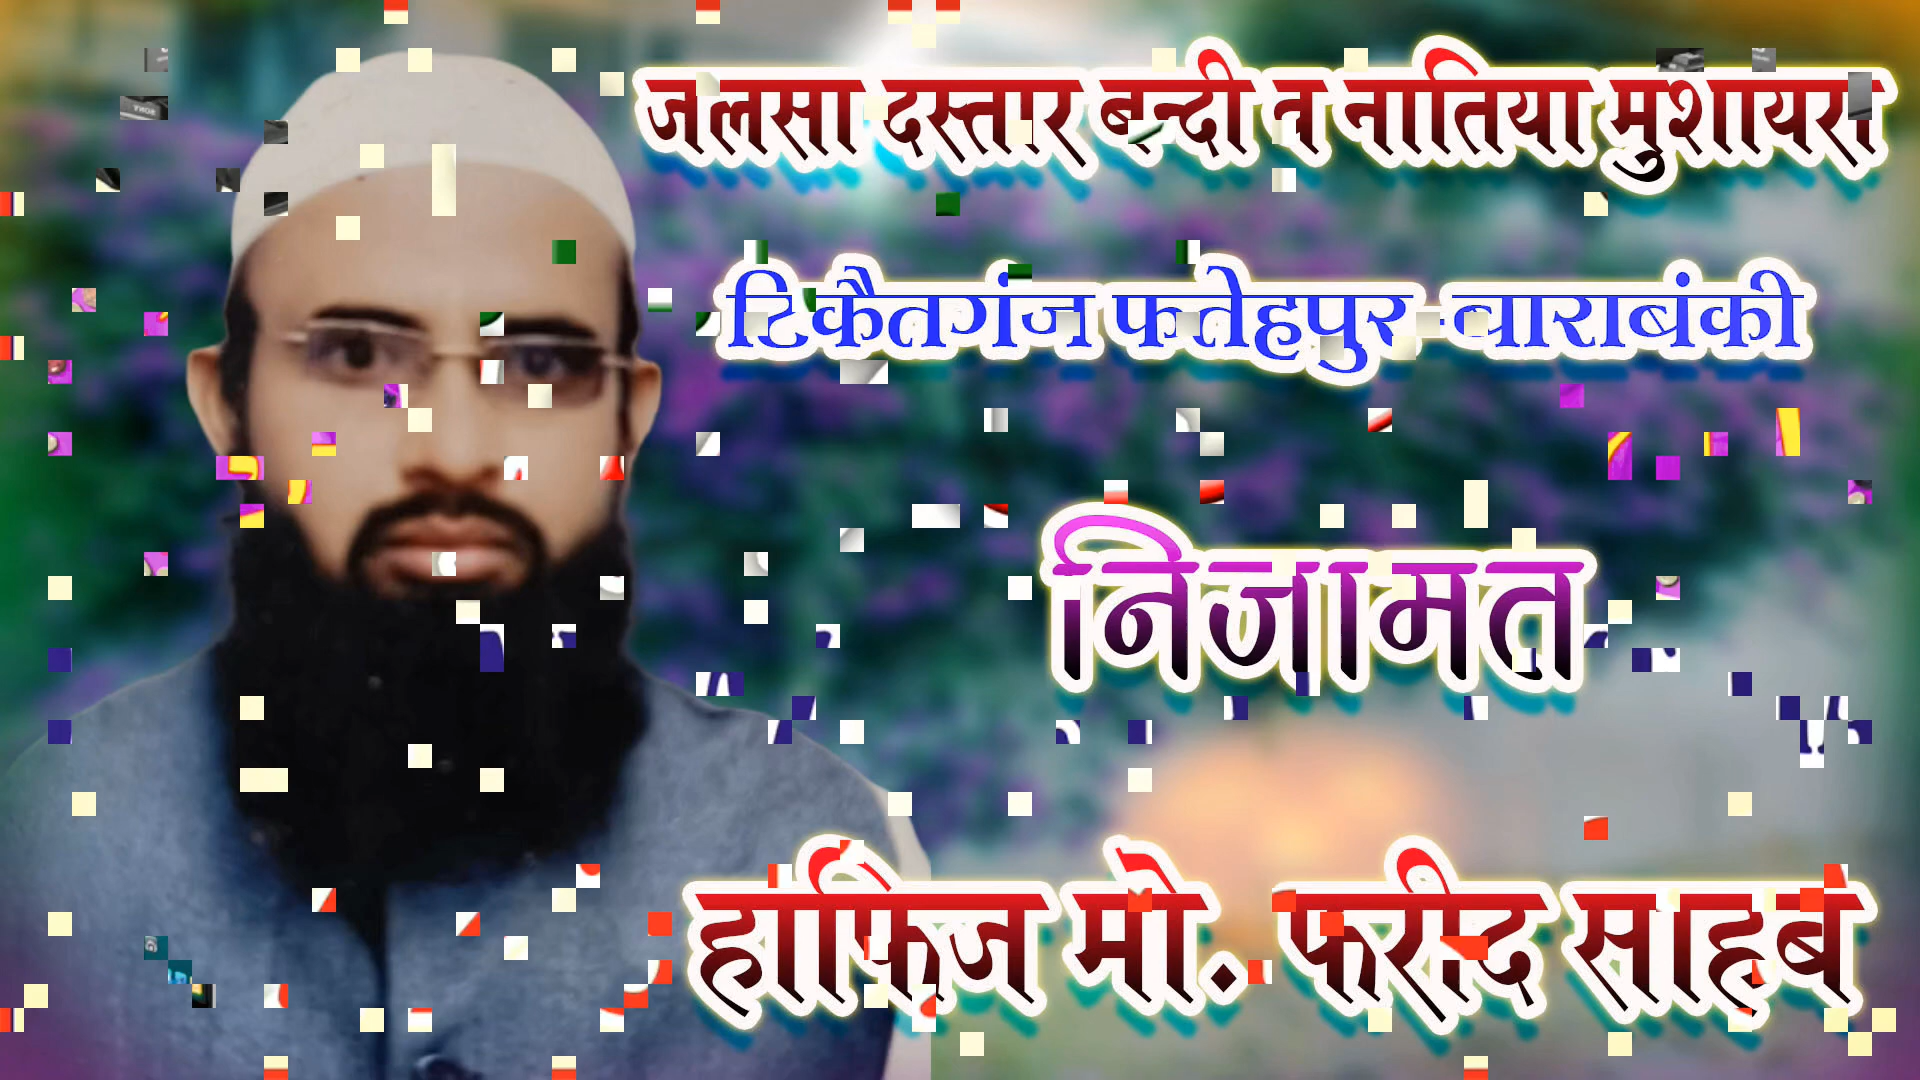 जलसा दस्तार बन्दी व नातिया मुशायरा
टिकैतगंज फतेहपुर-बाराबंकी
निजामत
हाफिज मो. फरीद साहब